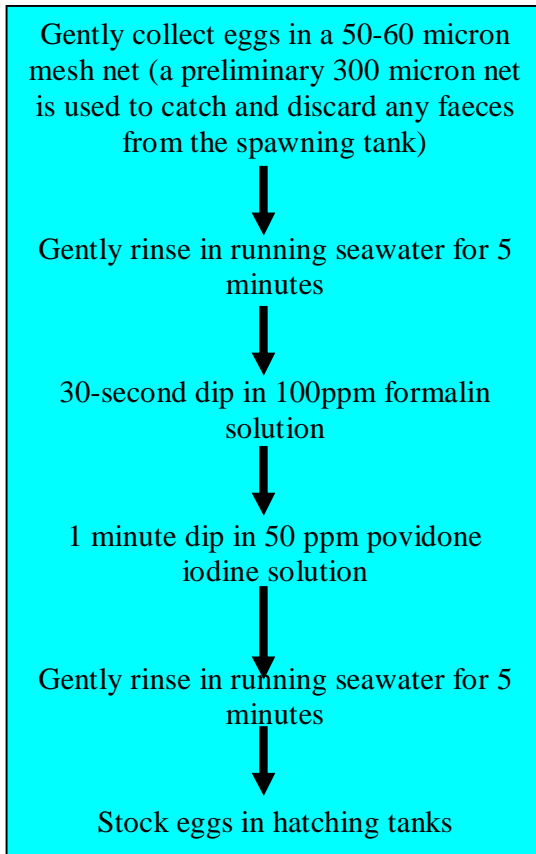 Gently collect eggs in a 50-60 micron
mesh net (a preliminary 300 micron net
is used to catch and discard any faeces
from the spawning tank)
Gently rinse in running seawater for 5
minutes
30-second dip in 100ppm formalin
solution
1 minute dip in 50 ppm povidone
iodine solution
Gently rinse in running seawater for 5
minutes
Stock eggs in hatching tanks